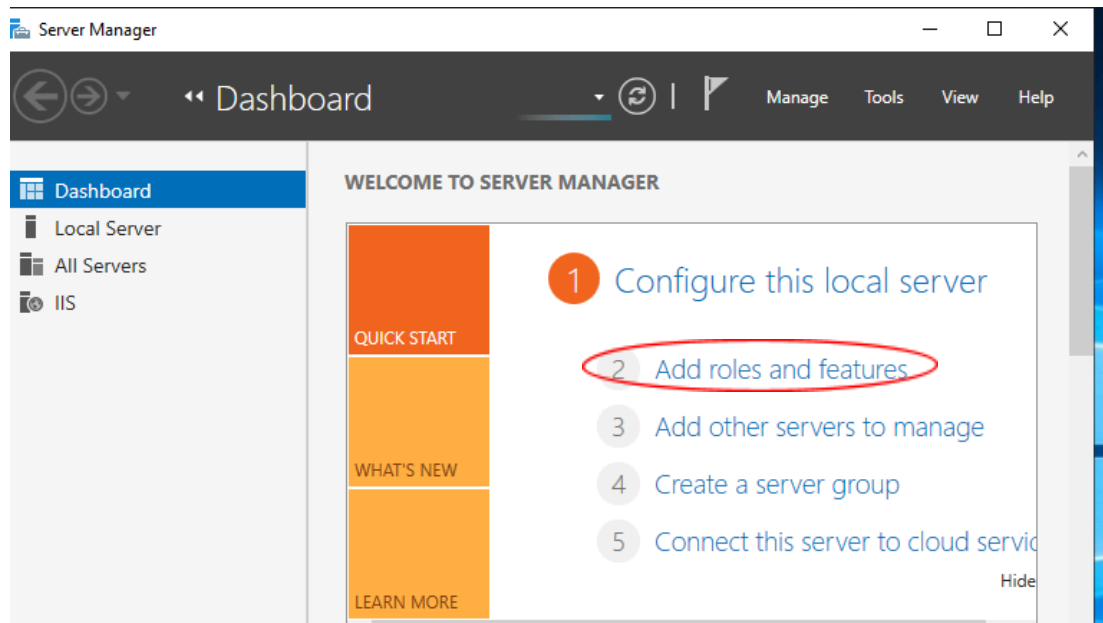 Server Manager
Dashboard
Manage Tools View Help
Dashboard
Local Server
All Servers
IIS
WELCOME TO SERVER MANAGER
QUICK START
WHAT'S NEW
LEARN MORE
1 Configure this local server
2 Add roles and features
3 Add other servers to manage
4 Create a server group
5 Connect this server to cloud servic
Hide